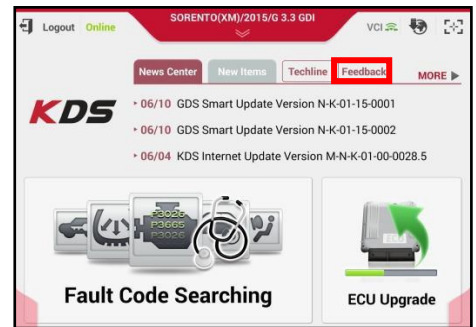 Logout Online SORENTO(XM)/2015/G 3.3 GDI VCI
News Center New Items Techline Feedback MORE ▶
KDS
06/10 GDS Smart Update Version N-K-01-15-0001
06/10 GDS Smart Update Version N-K-01-15-0002
06/04 KDS Internet Update Version M-N-K-01-00-0028.5
P3026
P3665
P3026
ECU
Fault Code Searching
ECU Upgrade